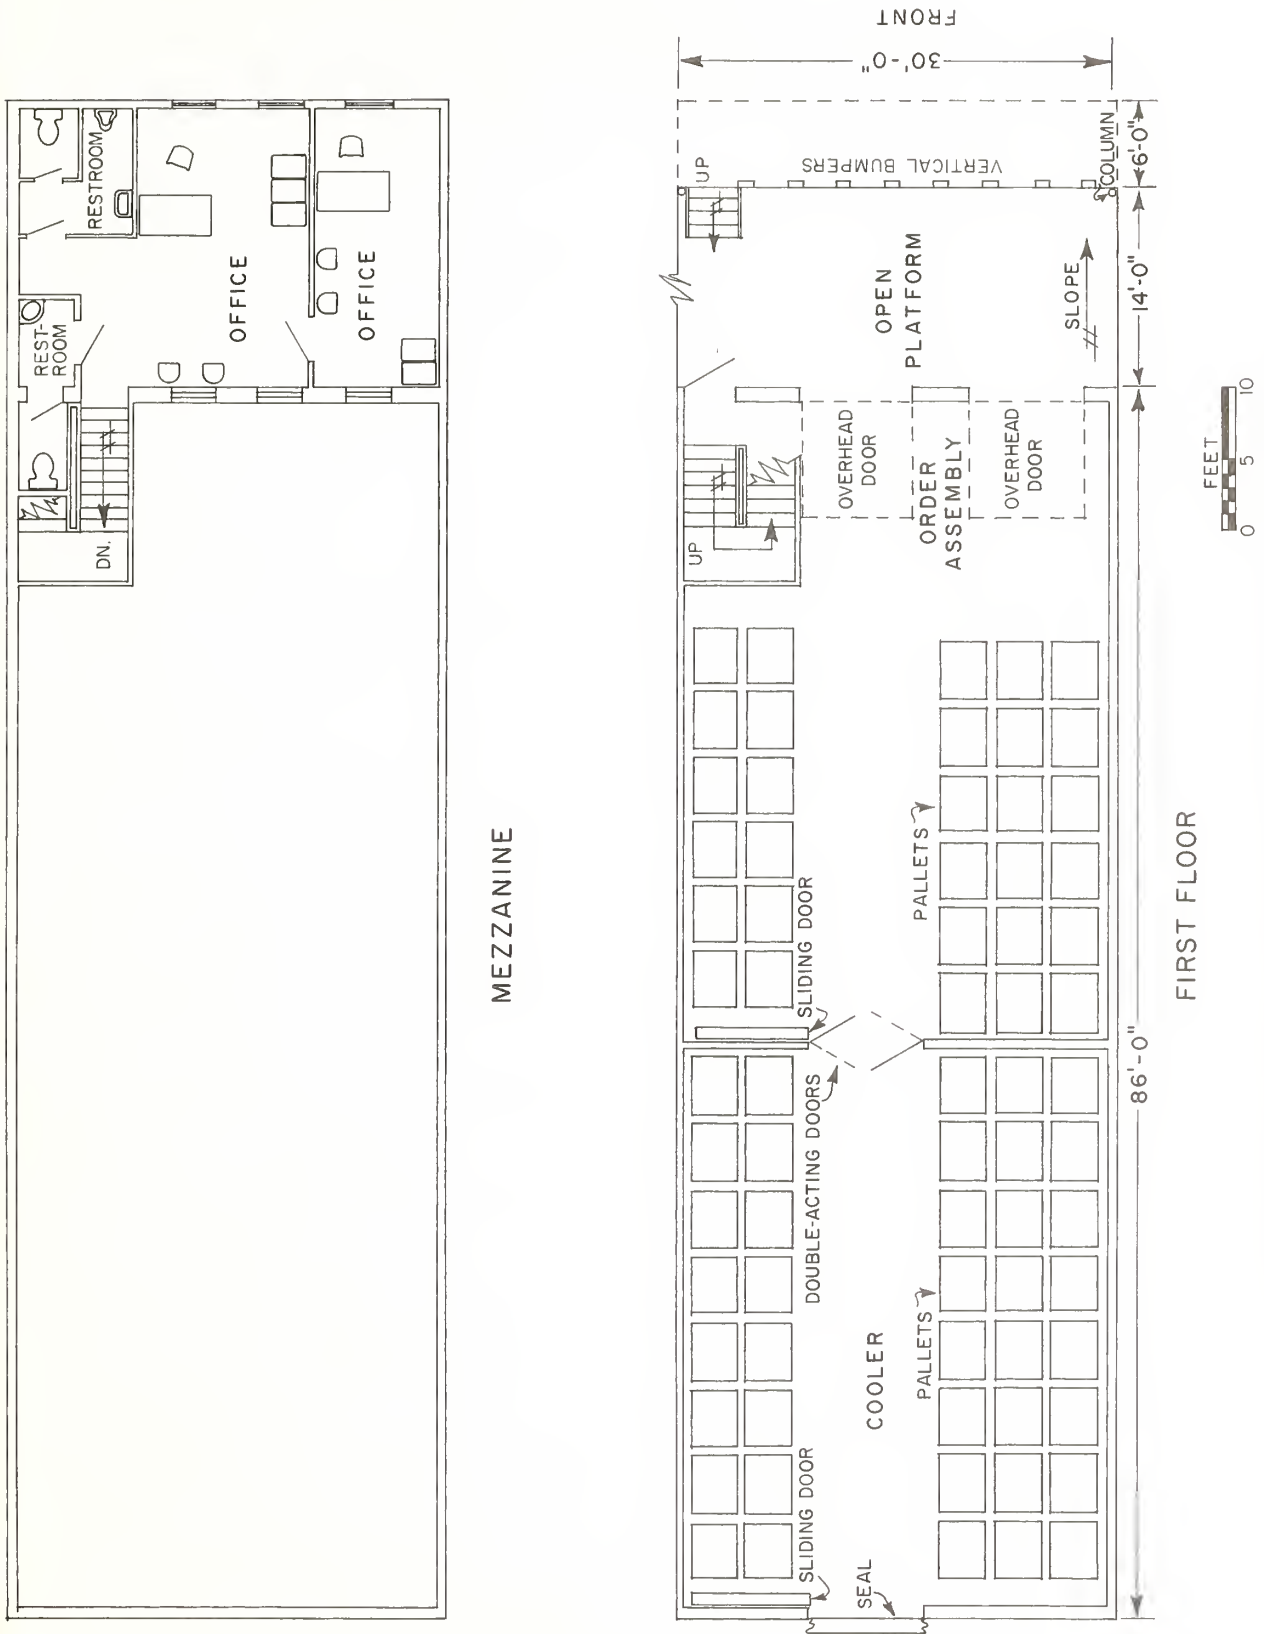 RESTROOM
OFFICE
OFFICE
REST-
ROOM
DN.
MEZZANINE
FRONT
30'-0"
UP
VERTICAL BUMPERS
COLUMN
6'-0"
14'-0"
OPEN
PLATFORM
SLOPE
OVERHEAD
DOOR
ORDER
ASSEMBLY
OVERHEAD
DOOR
UP
PALLETS
SLIDING DOOR
DOUBLE-ACTING DOORS
COOLER
PALLETS
SLIDING DOOR
SEAL
86'-0"
FIRST FLOOR
FEET
0 5 10